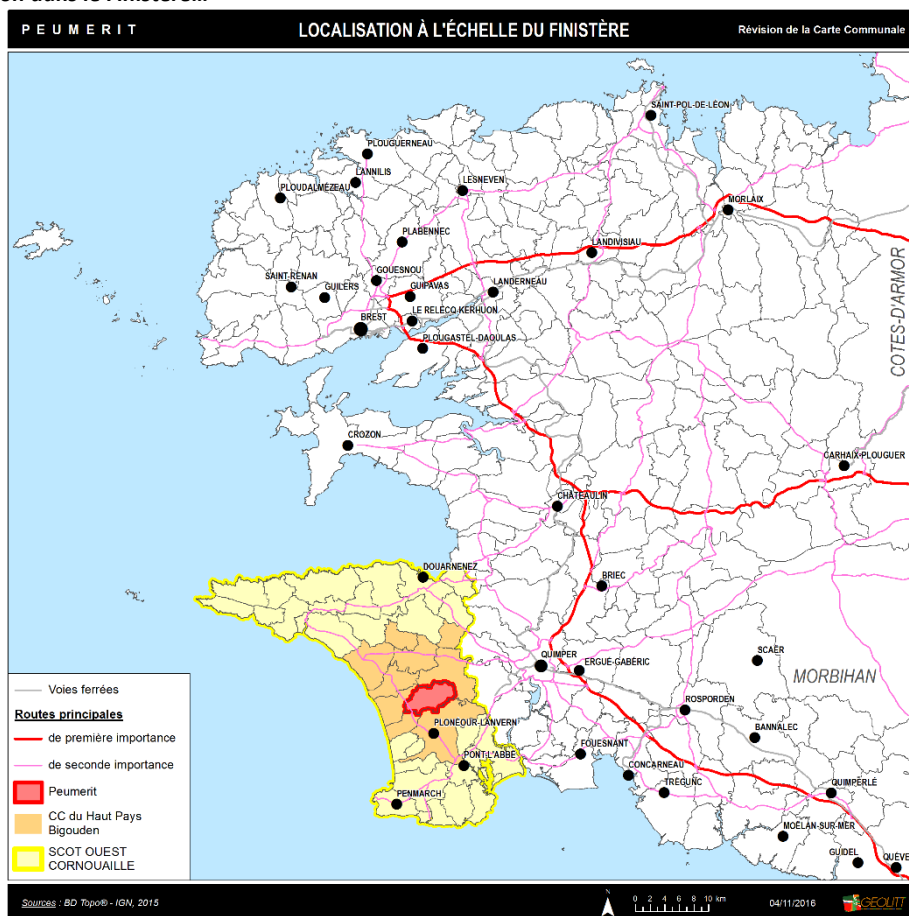 PEUMERIT
LOCALISATION À L'ÉCHELLE DU FINISTÈRE
Révision de la Carte Communale
SAINT-POL-DE-LÉON
PLOUGUERNEAU
LANNILIS
LESNEVEN
PLOUDALMÉZEAU
MORLAIX
PLABENNEC
LANDIVISIAU
GOUESNOU
SAINT-RENAN
GUILERS
GUIPAVAS
LANDERNEAU
LE RELECQ-KERHUON
BREST
PLOUGASTEL-DAOULAS
COTES-D'ARMOR
CROZON
CARHAIX-PLOUGUER
CHÂTEAULIN
DOUARNENEZ
BRIEC
QUIMPER
ERGUÉ-GABÉRIC
SCAËR
MORBIHAN
ROSPORDEN
BANNALEC
PLONÉOUR-LANVERN
PONT-L'ABBÉ
FOUESNANT
CONCARNEAU
TRÉGUNC
QUIMPERLÉ
PENMARCH
MOËLAN-SUR-MER
GUIDEL
QUÉVE
Voies ferrées
Routes principales
de première importance
de seconde importance
Peumerit
CC du Haut Pays
Bigouden
SCOT OUEST
CORNOUAILLE
Sources : BD Topo® - IGN, 2015
N
0 2 4 6 8 10 km
04/11/2016
GEOLITT